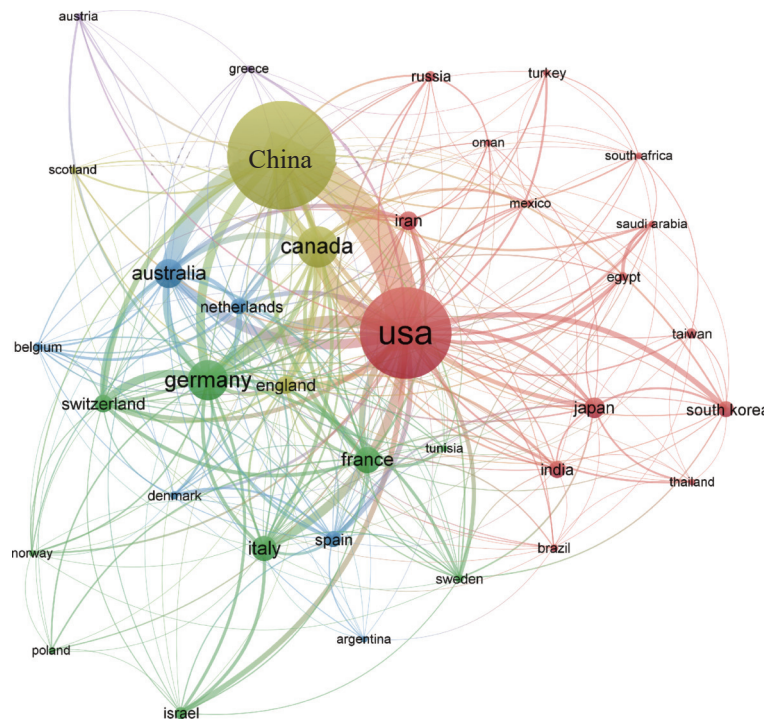 austria
greece
russia
turkey
oman
China
south africa
scotland
mexico
iran
saudi arabia
canada
australia
egypt
netherlands
usa
taiwan
belgium
germany
england
switzerland
japan
south korea
tunisia
france
india
thailand
denmark
spain
italy
brazil
norway
sweden
argentina
poland
israel